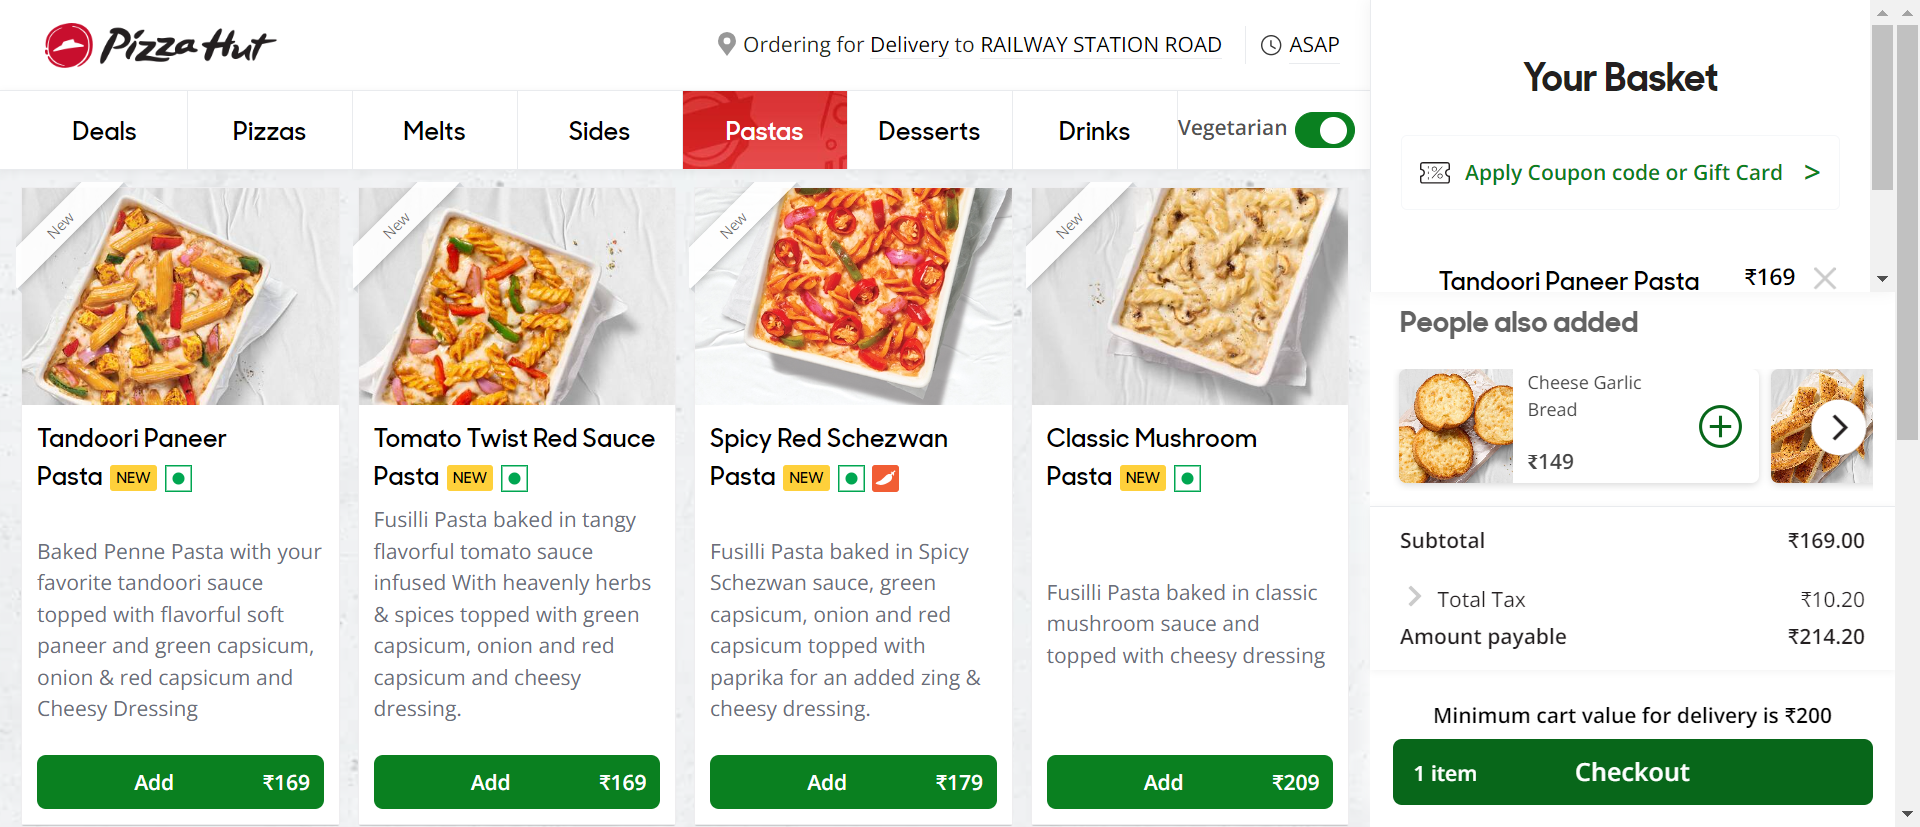 Pizza Hut
Ordering for Delivery to RAILWAY STATION ROAD
ASAP
Deals
Pizzas
Melts
Sides
Pastas
Desserts
Drinks
Vegetarian
New
Tandoori Paneer
Pasta NEW
Baked Penne Pasta with your
favorite tandoori sauce
topped with flavorful soft
paneer and green capsicum,
onion & red capsicum and
Cheesy Dressing
Add ₹169
New
Tomato Twist Red Sauce
Pasta NEW
Fusilli Pasta baked in tangy
flavorful tomato sauce
infused With heavenly herbs
& spices topped with green
capsicum, onion and red
capsicum and cheesy
dressing.
Add ₹169
New
Spicy Red Schezwan
Pasta NEW
Fusilli Pasta baked in Spicy
Schezwan sauce, green
capsicum, onion and red
capsicum topped with
paprika for an added zing &
cheesy dressing.
Add ₹179
New
Classic Mushroom
Pasta NEW
Fusilli Pasta baked in classic
mushroom sauce and
topped with cheesy dressing
Add ₹209
Your Basket
Apply Coupon code or Gift Card >
Tandoori Paneer Pasta ₹169
People also added
Cheese Garlic
Bread
₹149
Subtotal ₹169.00
Total Tax ₹10.20
Amount payable ₹214.20
Minimum cart value for delivery is ₹200
1 item Checkout